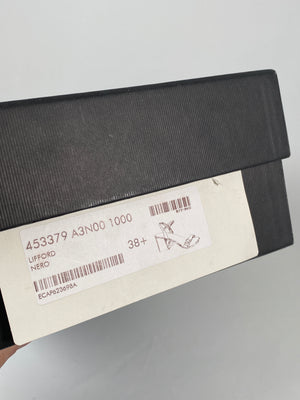 453379 A3N00 1000
LIFFORD
NERO
38+
ECAP623698A